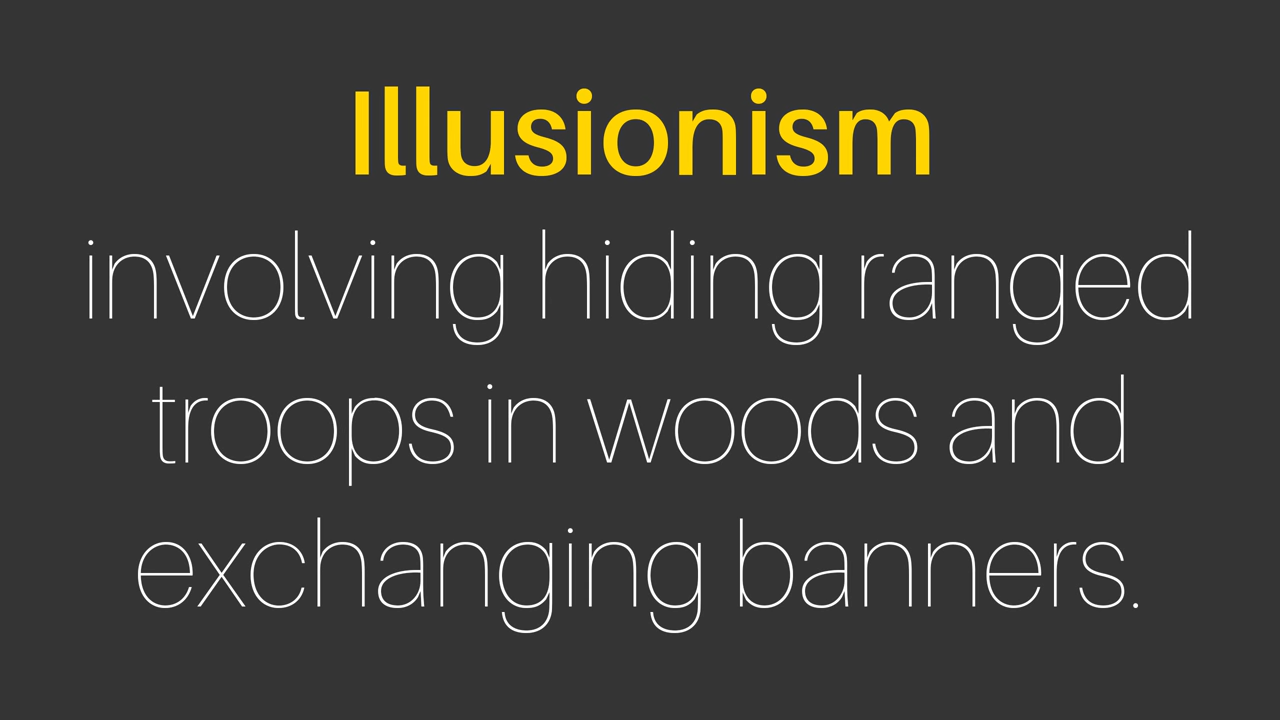 Illusionism
involving hiding ranged
troops in woods and
exchanging banners.